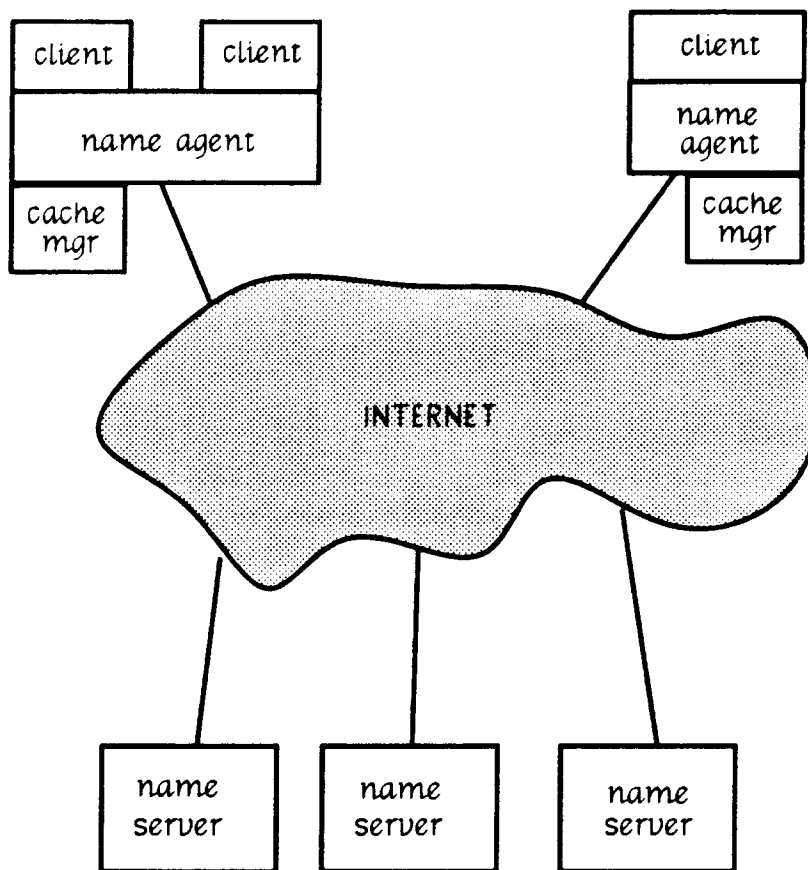 client
client
client
name agent
name
agent
cache
mgr
cache
mgr
INTERNET
name
server
name
server
name
server